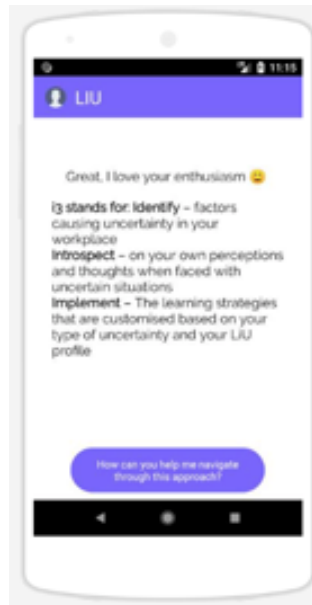 11:15
LIU
Great, I love your enthusiasm 😩
i3 stands for: Identify – factors
causing uncertainty in your
workplace
Introspect – on your own perceptions
and thoughts when faced with
uncertain situations
Implement – The learning strategies
that are customised based on your
type of uncertainty and your LiU
profile
How can you help me navigate
through this approach?